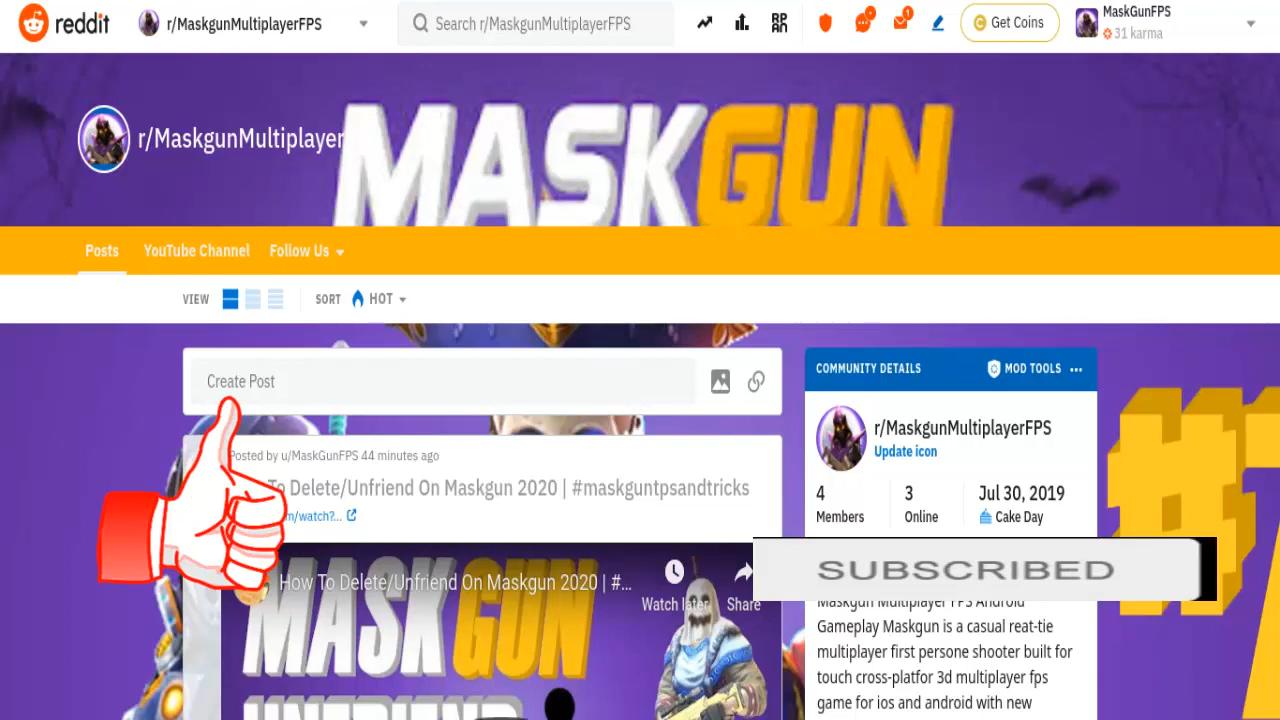 reddit
r/MaskgunMultiplayerFPS
Search r/MaskgunMultiplayerFPS
Get Coins
MaskGunFPS
31 karma
r/MaskgunMultiplayer
MASKGUN
Posts
YouTube Channel
Follow Us
VIEW
SORT
HOT
Create Post
COMMUNITY DETAILS
MOD TOOLS
r/MaskgunMultiplayerFPS
Update icon
4
Members
3
Online
Jul 30, 2019
Cake Day
Posted by u/MaskGunFPS 44 minutes ago
To Delete/Unfriend On Maskgun 2020 | #maskguntpsandtricks
m/watch?...
How To Delete/Unfriend On Maskgun 2020 | #...
Watch later
Share
MASKGUN
UNFRIEND
SUBSCRIBED
Maskgun Multiplayer FPS Android
Gameplay Maskgun is a casual reat-tie
multiplayer first persone shooter built for
touch cross-platfor 3d multiplayer fps
game for ios and android with new